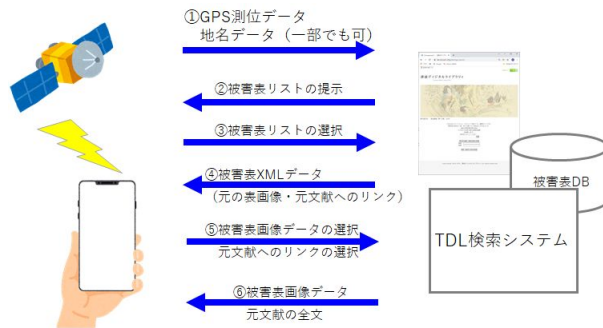 ①GPS測位データ
地名データ（一部でも可）
②被害表リストの提示
③被害表リストの選択
④被害表XMLデータ
（元の表画像・元文献へのリンク）
⑤被害表画像データの選択
元文献へのリンクの選択
⑥被害表画像データ
元文献の全文
被害表DB
TDL検索システム